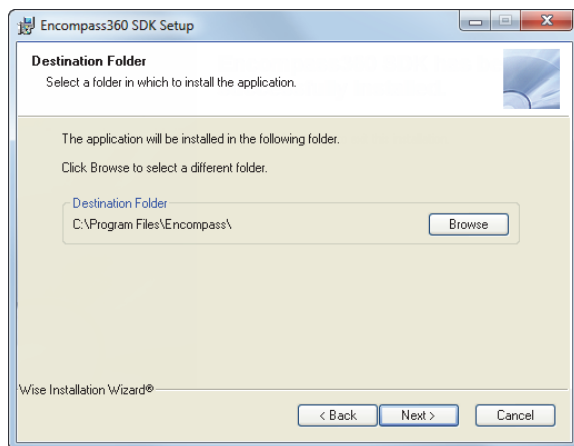 Encompass360 SDK Setup
Destination Folder
Select a folder in which to install the application.
The application will be installed in the following folder.
Click Browse to select a different folder.
Destination Folder
C:\Program Files\Encompass\
Browse
Wise Installation Wizard®
< Back
Next >
Cancel